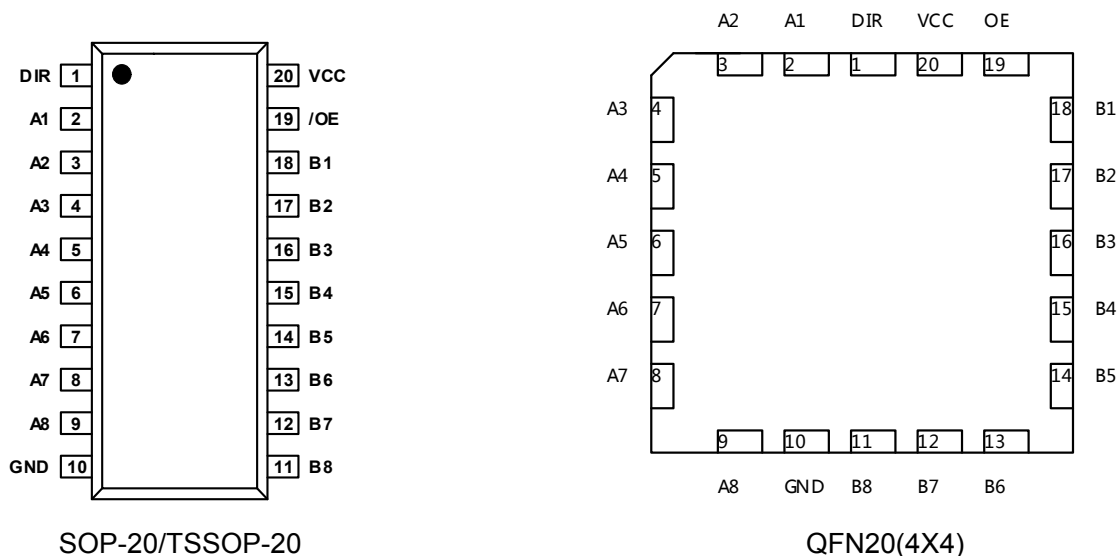 DIR 1 20 VCC
A1 2 19 /OE
A2 3 18 B1
A3 4 17 B2
A4 5 16 B3
A5 6 15 B4
A6 7 14 B5
A7 8 13 B6
A8 9 12 B7
GND 10 11 B8
SOP-20/TSSOP-20
A2 A1 DIR VCC OE
3 2 1 20 19
A3 4 18 B1
A4 5 17 B2
A5 6 16 B3
A6 7 15 B4
A7 8 14 B5
9 10 11 12 13
A8 GND B8 B7 B6
QFN20(4X4)